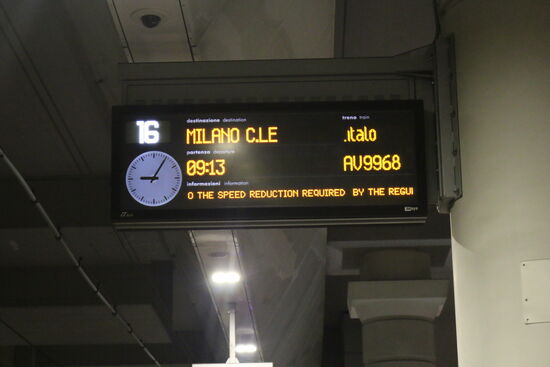 16
destinazione destination
treno train
MILANO C.LE
.italo
partenza departure
09:13
AV9968
informazioni information
O THE SPEED REDUCTION REQUIRED BY THE REGUI